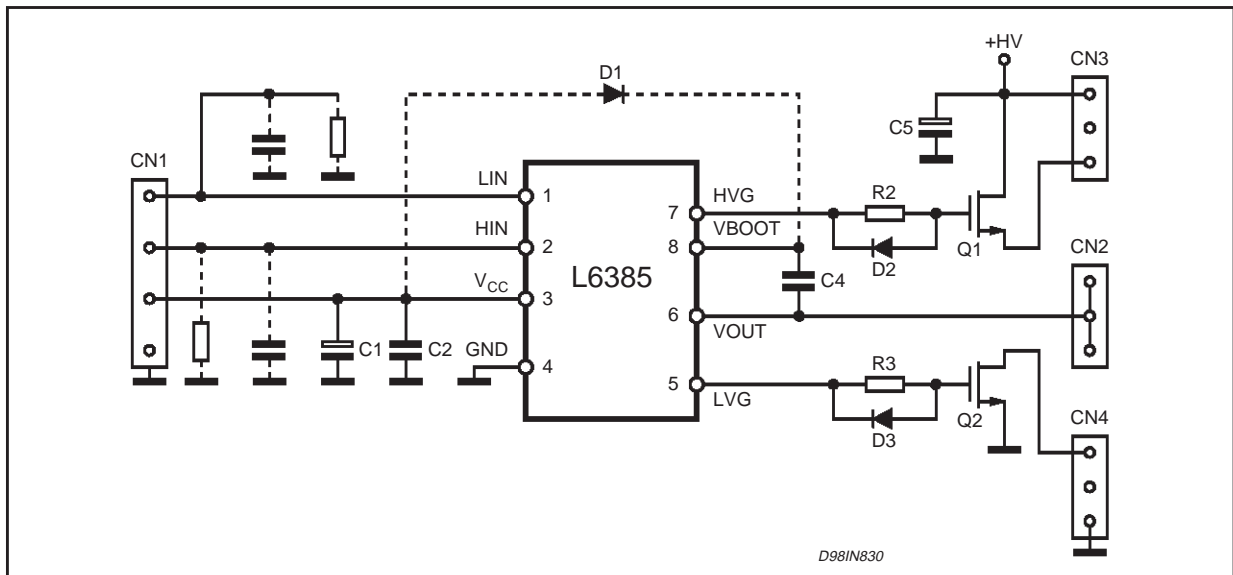 +HV
CN3
D1
C5
CN1
LIN
1
HVG
R2
7
VBOOT
HIN
D2
Q1
2
8
CN2
L6385
C4
VCC
3
6
VOUT
C1
C2
GND
4
R3
5
LVG
D3
Q2
CN4
D98IN830